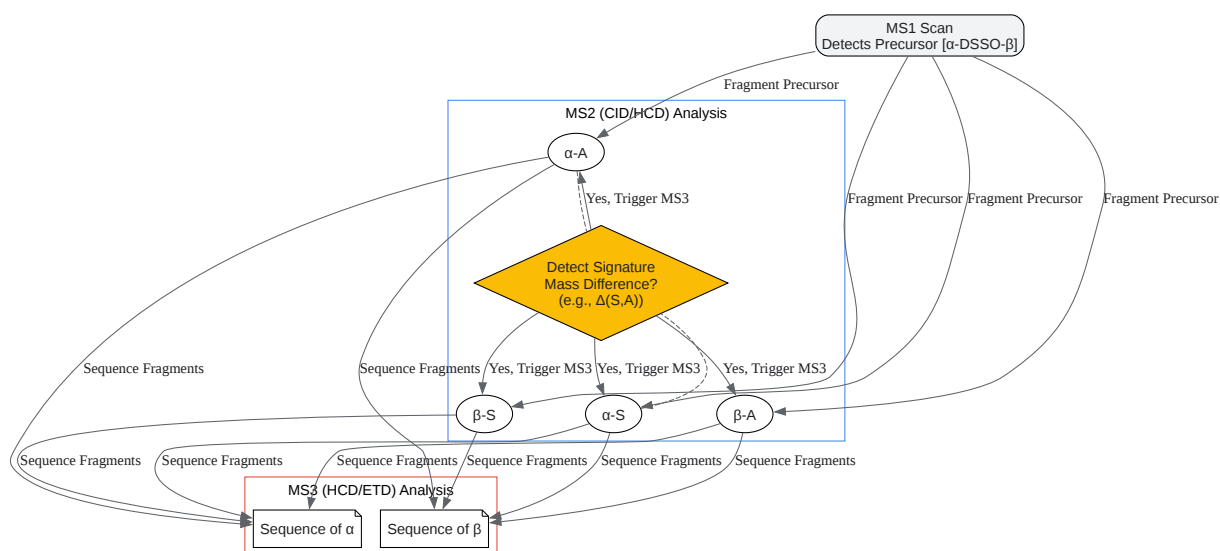 MS1 Scan
Detects Precursor [α-DSSO-β]
Fragment Precursor
MS2 (CID/HCD) Analysis
α-A
Yes, Trigger MS3
Fragment Precursor
Fragment Precursor
Fragment Precursor
Detect Signature
Mass Difference?
(e.g., Δ(S,A))
Sequence Fragments
Sequence Fragments
Yes, Trigger MS3
Yes, Trigger MS3
Yes, Trigger MS3
β-S
α-S
β-A
Sequence Fragments
Sequence Fragments
Sequence Fragments
Sequence Fragments
Sequence Fragments
Sequence Fragments
MS3 (HCD/ETD) Analysis
Sequence of α
Sequence of β